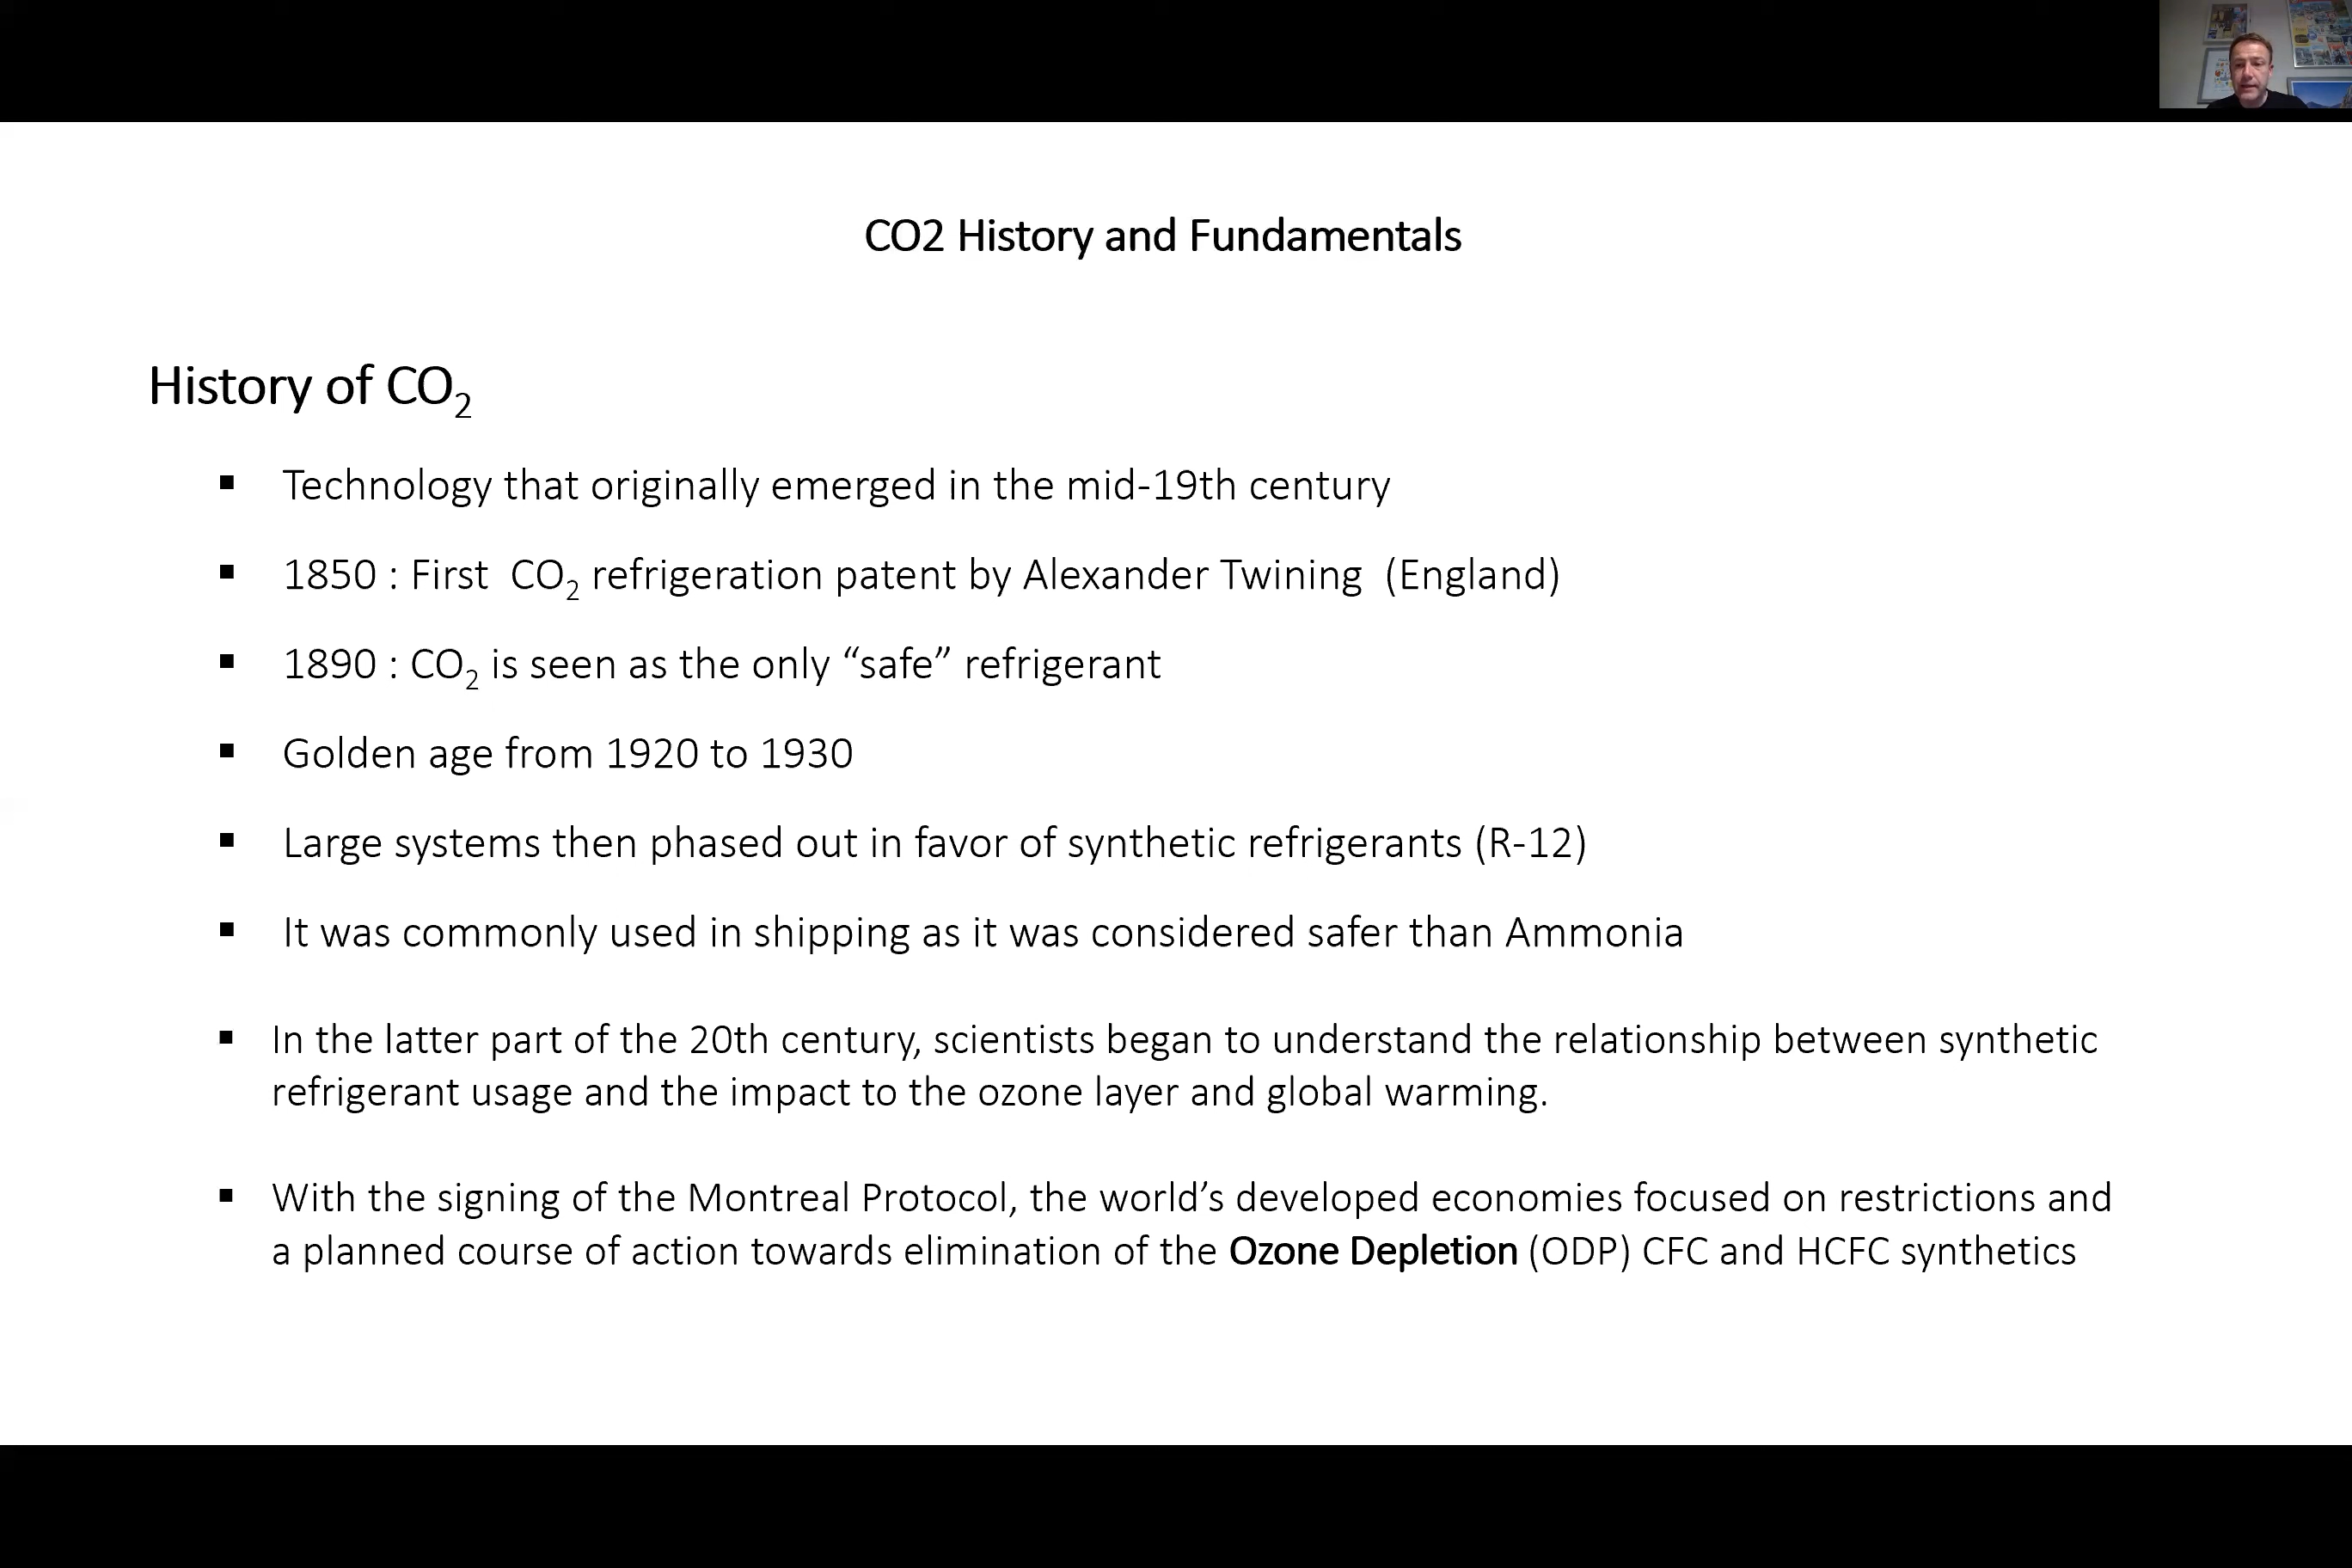 CO2 History and Fundamentals
History of CO₂
▪ Technology that originally emerged in the mid-19th century
▪ 1850 : First CO₂ refrigeration patent by Alexander Twining (England)
▪ 1890 : CO₂ is seen as the only “safe” refrigerant
▪ Golden age from 1920 to 1930
▪ Large systems then phased out in favor of synthetic refrigerants (R-12)
▪ It was commonly used in shipping as it was considered safer than Ammonia
▪ In the latter part of the 20th century, scientists began to understand the relationship between synthetic
refrigerant usage and the impact to the ozone layer and global warming.
▪ With the signing of the Montreal Protocol, the world’s developed economies focused on restrictions and
a planned course of action towards elimination of the Ozone Depletion (ODP) CFC and HCFC synthetics